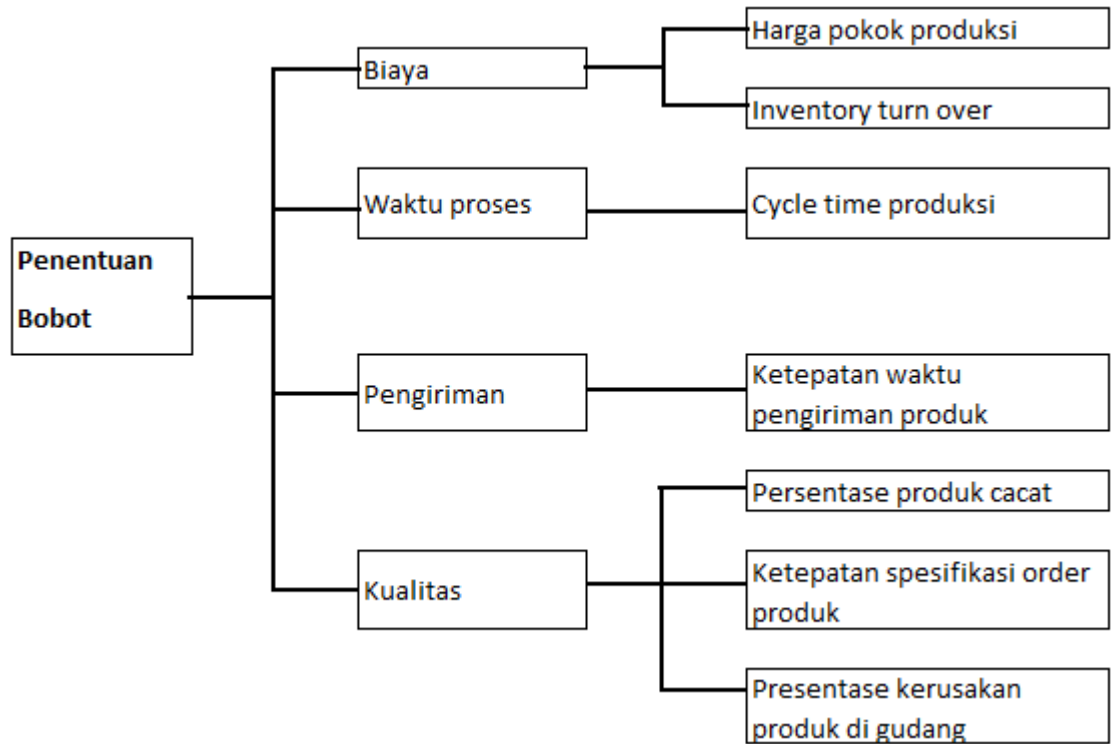 Penentuan
Bobot
Biaya
Harga pokok produksi
Inventory turn over
Waktu proses
Cycle time produksi
Pengiriman
Ketepatan waktu
pengiriman produk
Kualitas
Persentase produk cacat
Ketepatan spesifikasi order
produk
Presentase kerusakan
produk di gudang